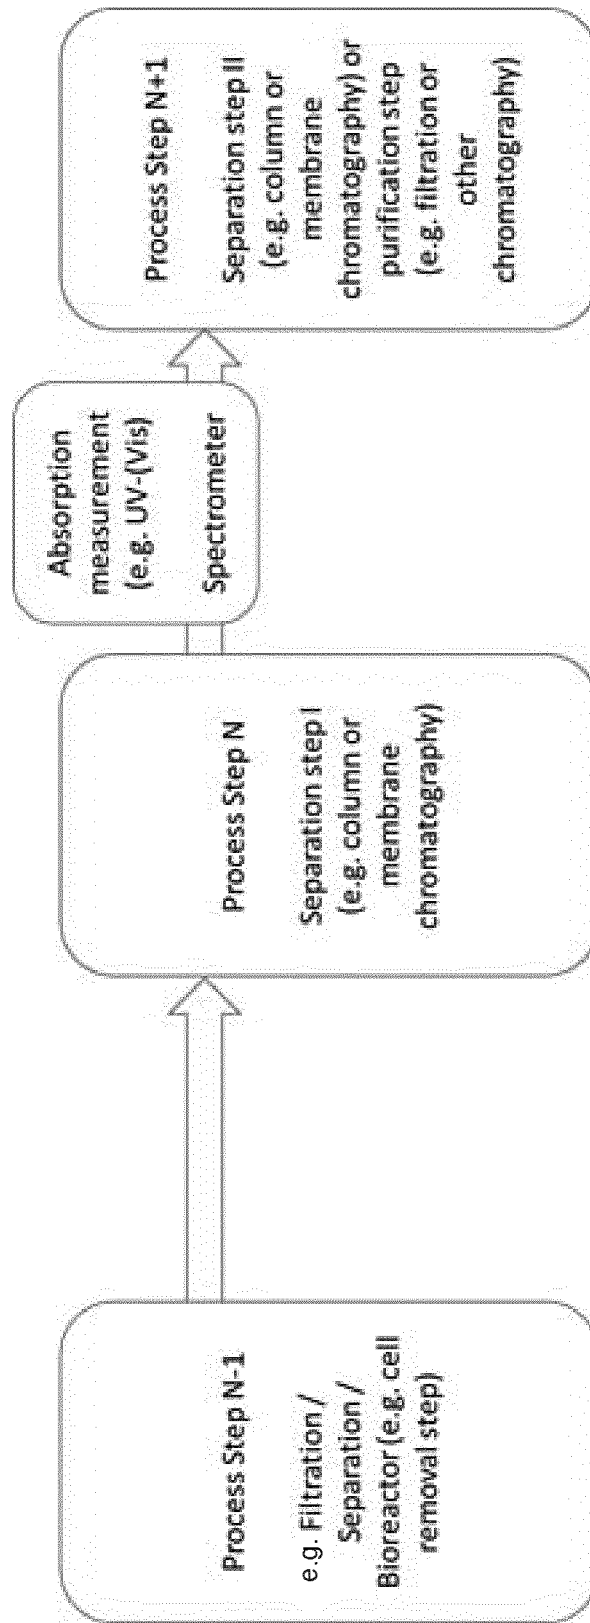 Process Step N-1
e.g. Filtration /
Separation /
Bioreactor (e.g. cell
removal step)
Process Step N
Separation step I
(e.g. column or
membrane
chromatography)
Absorption
measurement
(e.g. UV-(Vis)
Spectrometer
Process Step N+1
Separation step II
(e.g. column or
membrane
chromatography) or
purification step
(e.g. filtration or
other
chromatography)